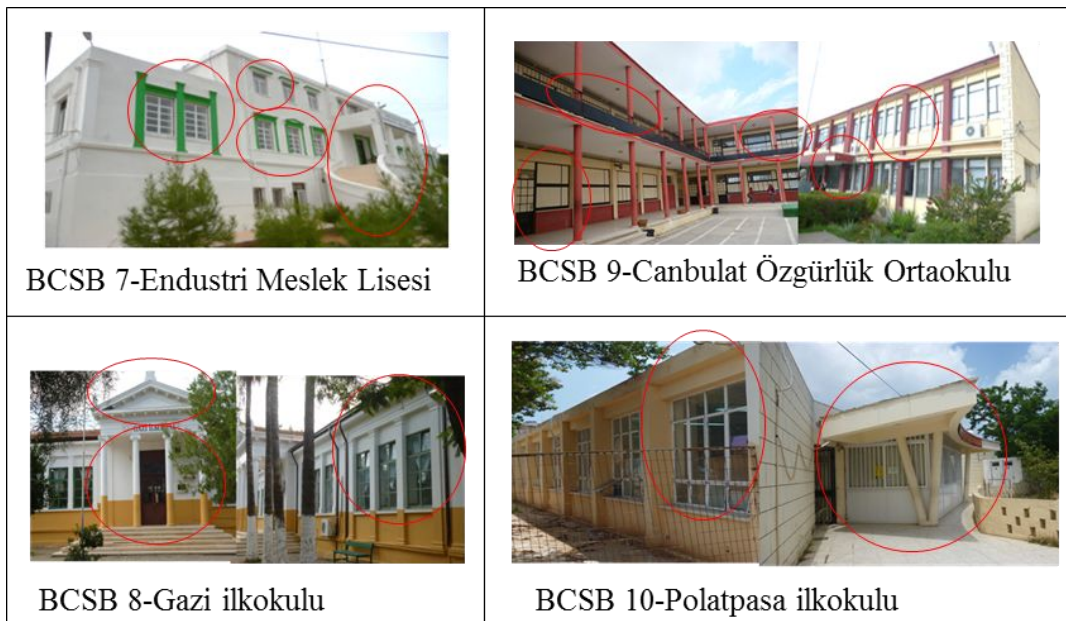 BCSB 7-Endustri Meslek Lisesi
BCSB 9-Canbulat Özgürlük Ortaokulu
BCSB 8-Gazi ilkokulu
BCSB 10-Polatpasa ilkokulu